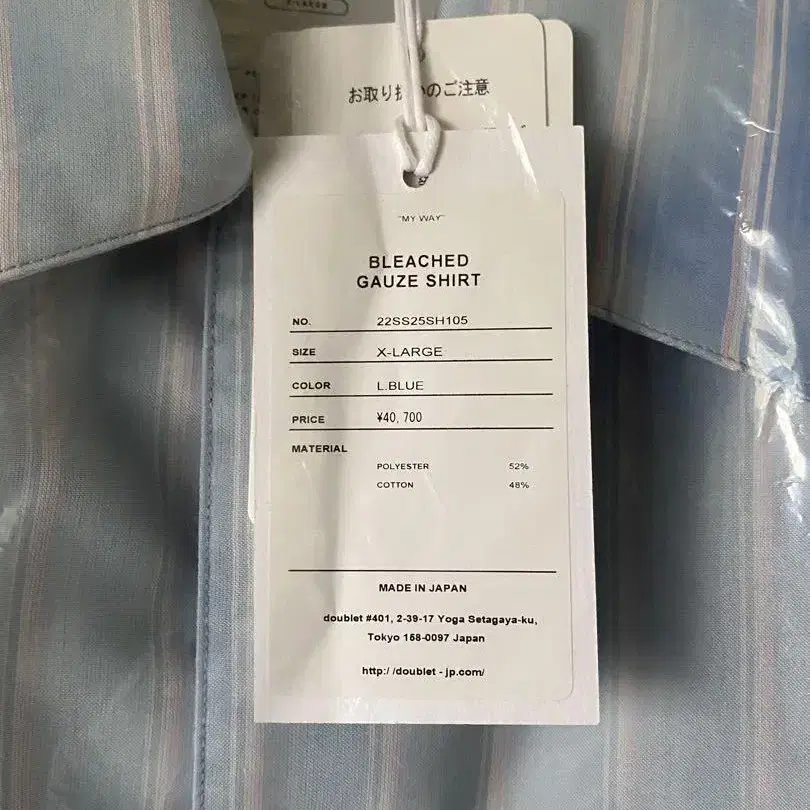 お取り扱いのご注意
"MY WAY"
BLEACHED
GAUZE SHIRT
NO. 22SS25SH105
SIZE X-LARGE
COLOR L.BLUE
PRICE ¥40,700
MATERIAL
POLYESTER 52%
COTTON 48%
MADE IN JAPAN
doublet #401, 2-39-17 Yoga Setagaya-ku,
Tokyo 158-0097 Japan
http://doublet-jp.com/